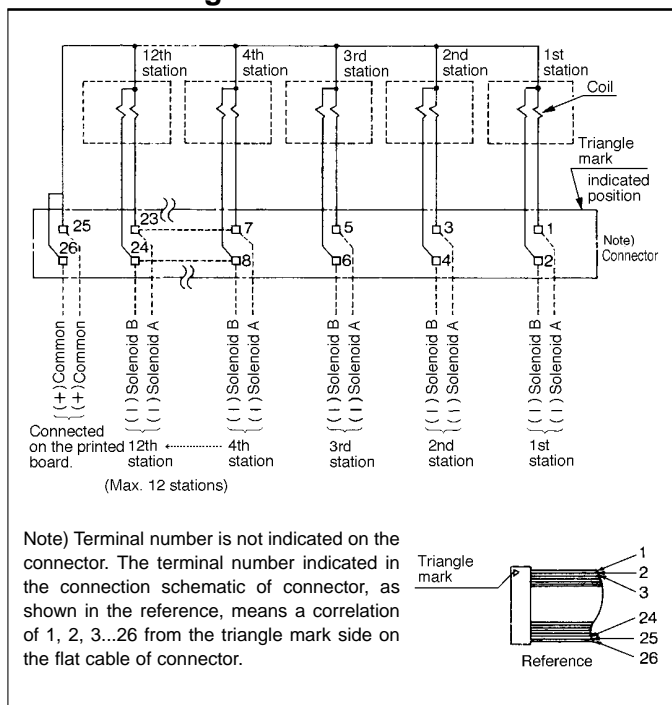 12th station
4th station
3rd station
2nd station
1st station
Coil
Triangle mark
indicated position
Note) Connector
25
23
7
5
3
1
26
24
8
6
4
2
(+) Common
(+) Common
(–) Solenoid B
(–) Solenoid A
(–) Solenoid B
(–) Solenoid A
(–) Solenoid B
(–) Solenoid A
(–) Solenoid B
(–) Solenoid A
(–) Solenoid B
(–) Solenoid A
Connected on the printed board.
12th station
4th station
3rd station
2nd station
1st station
(Max. 12 stations)
Note) Terminal number is not indicated on the
connector. The terminal number indicated in
the connection schematic of connector, as
shown in the reference, means a correlation
of 1, 2, 3...26 from the triangle mark side on
the flat cable of connector.
Triangle mark
1
2
3
24
25
26
Reference